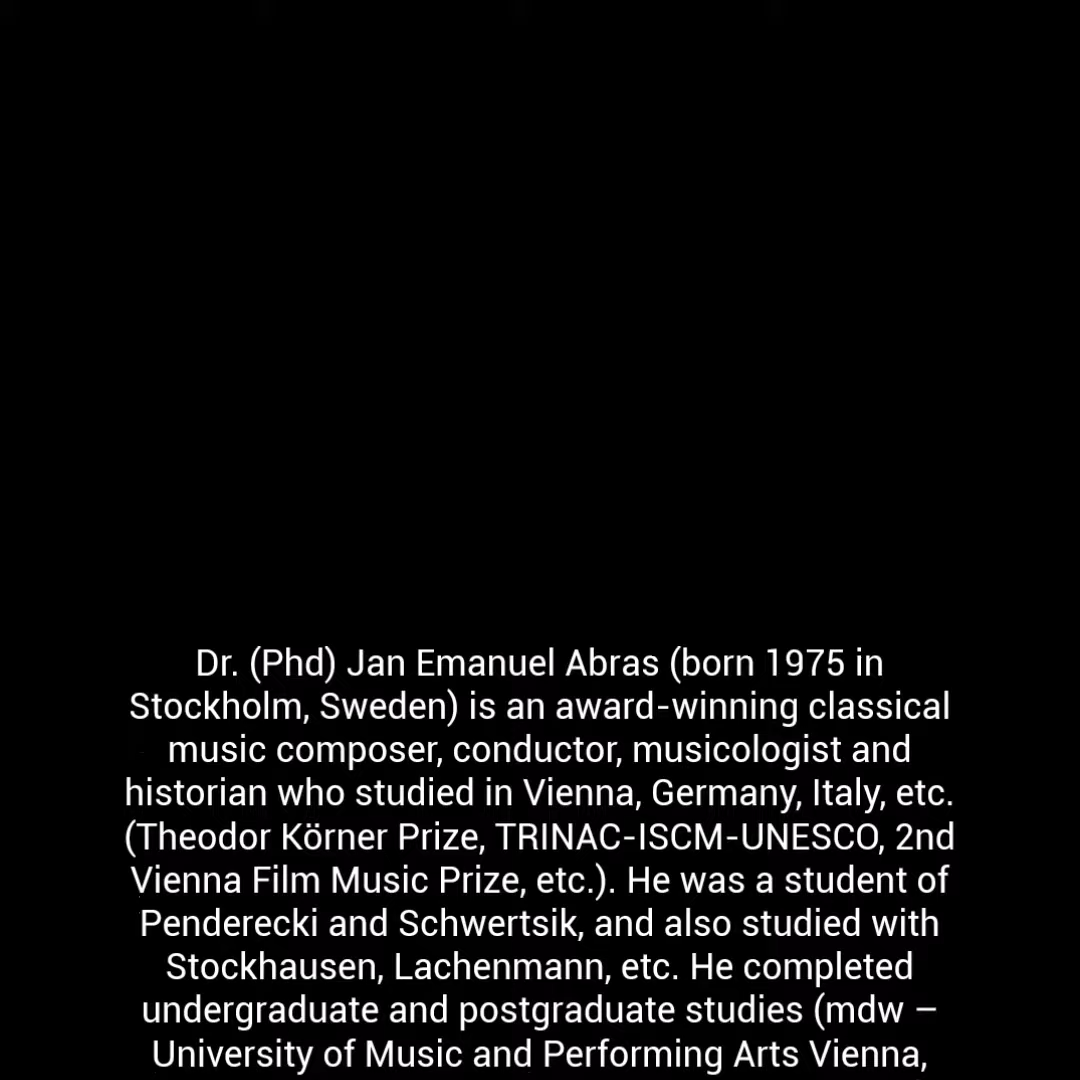 Dr. (Phd) Jan Emanuel Abras (born 1975 in
Stockholm, Sweden) is an award-winning classical
music composer, conductor, musicologist and
historian who studied in Vienna, Germany, Italy, etc.
(Theodor Körner Prize, TRINAC-ISCM-UNESCO, 2nd
Vienna Film Music Prize, etc.). He was a student of
Penderecki and Schwertsik, and also studied with
Stockhausen, Lachenmann, etc. He completed
undergraduate and postgraduate studies (mdw –
University of Music and Performing Arts Vienna,